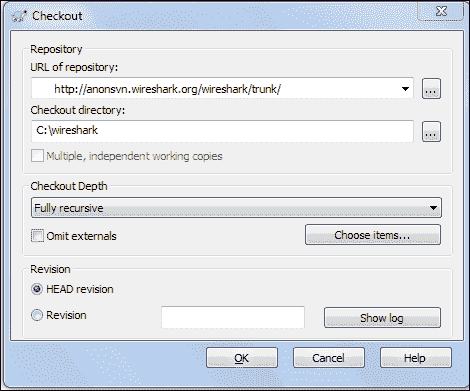 Checkout
Repository
URL of repository:
http://anonsvn.wireshark.org/wireshark/trunk/
...
Checkout directory:
C:\wireshark
...
Multiple, independent working copies
Checkout Depth
Fully recursive
Omit externals
Choose items...
Revision
HEAD revision
Revision
Show log
OK
Cancel
Help